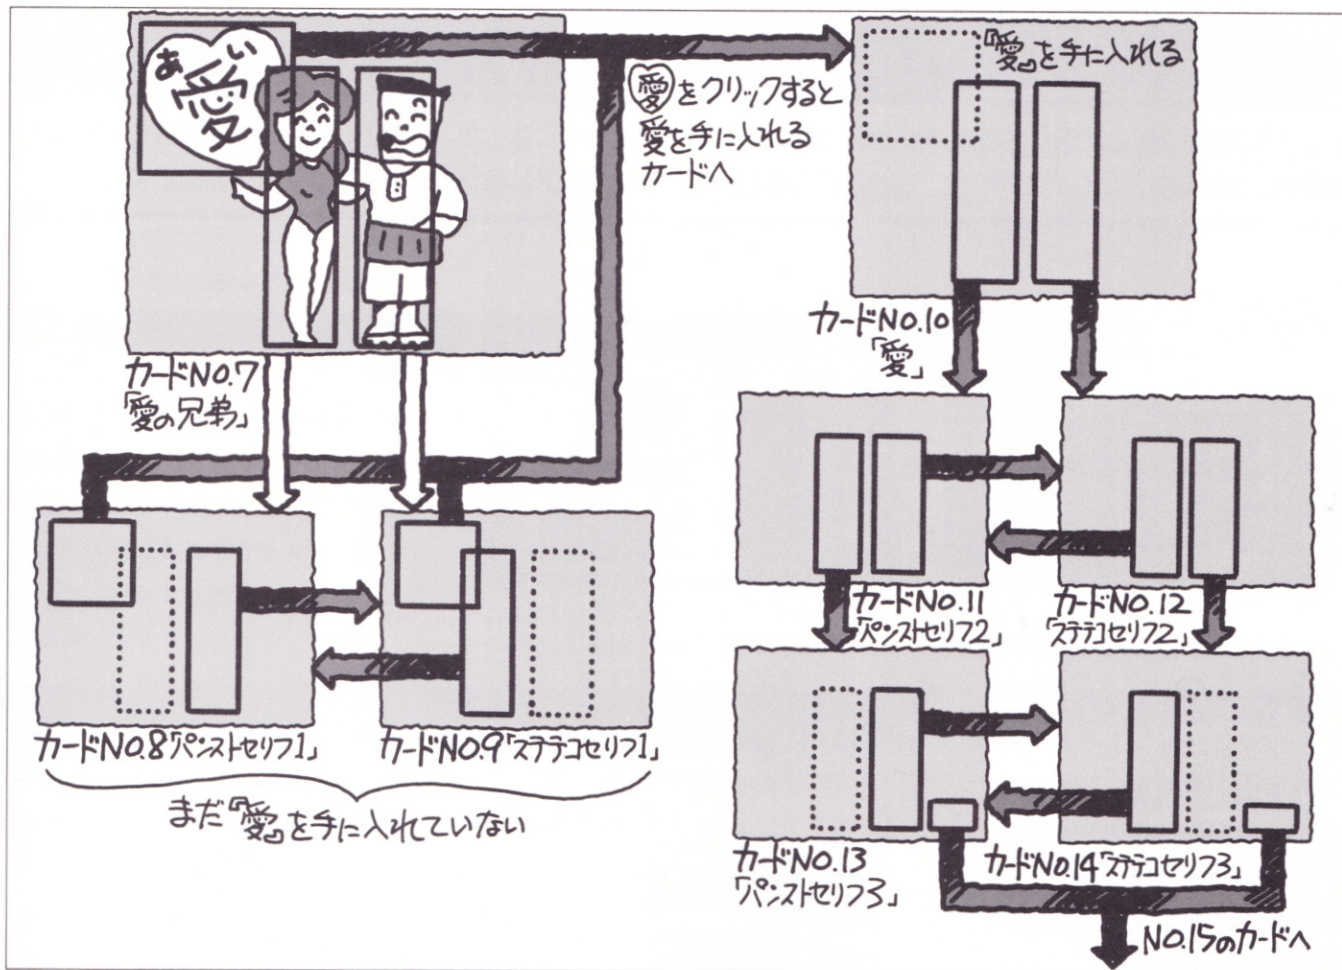 あい
愛
愛をクリックすると
愛を手に入れる
カードへ
『愛』を手に入れる
カードNO.7
「愛の兄弟」
カードNO.10
「愛」
カードNO.8「パンストセリフ1」
カードNO.9「ステテコセリフ1」
まだ『愛』を手に入れていない
カードNO.11
「パンストセリフ2」
カードNO.12
「ステテコセリフ2」
カードNO.13
「パンストセリフ3」
カードNO.14「ステテコセリフ3」
NO.15のカードへ